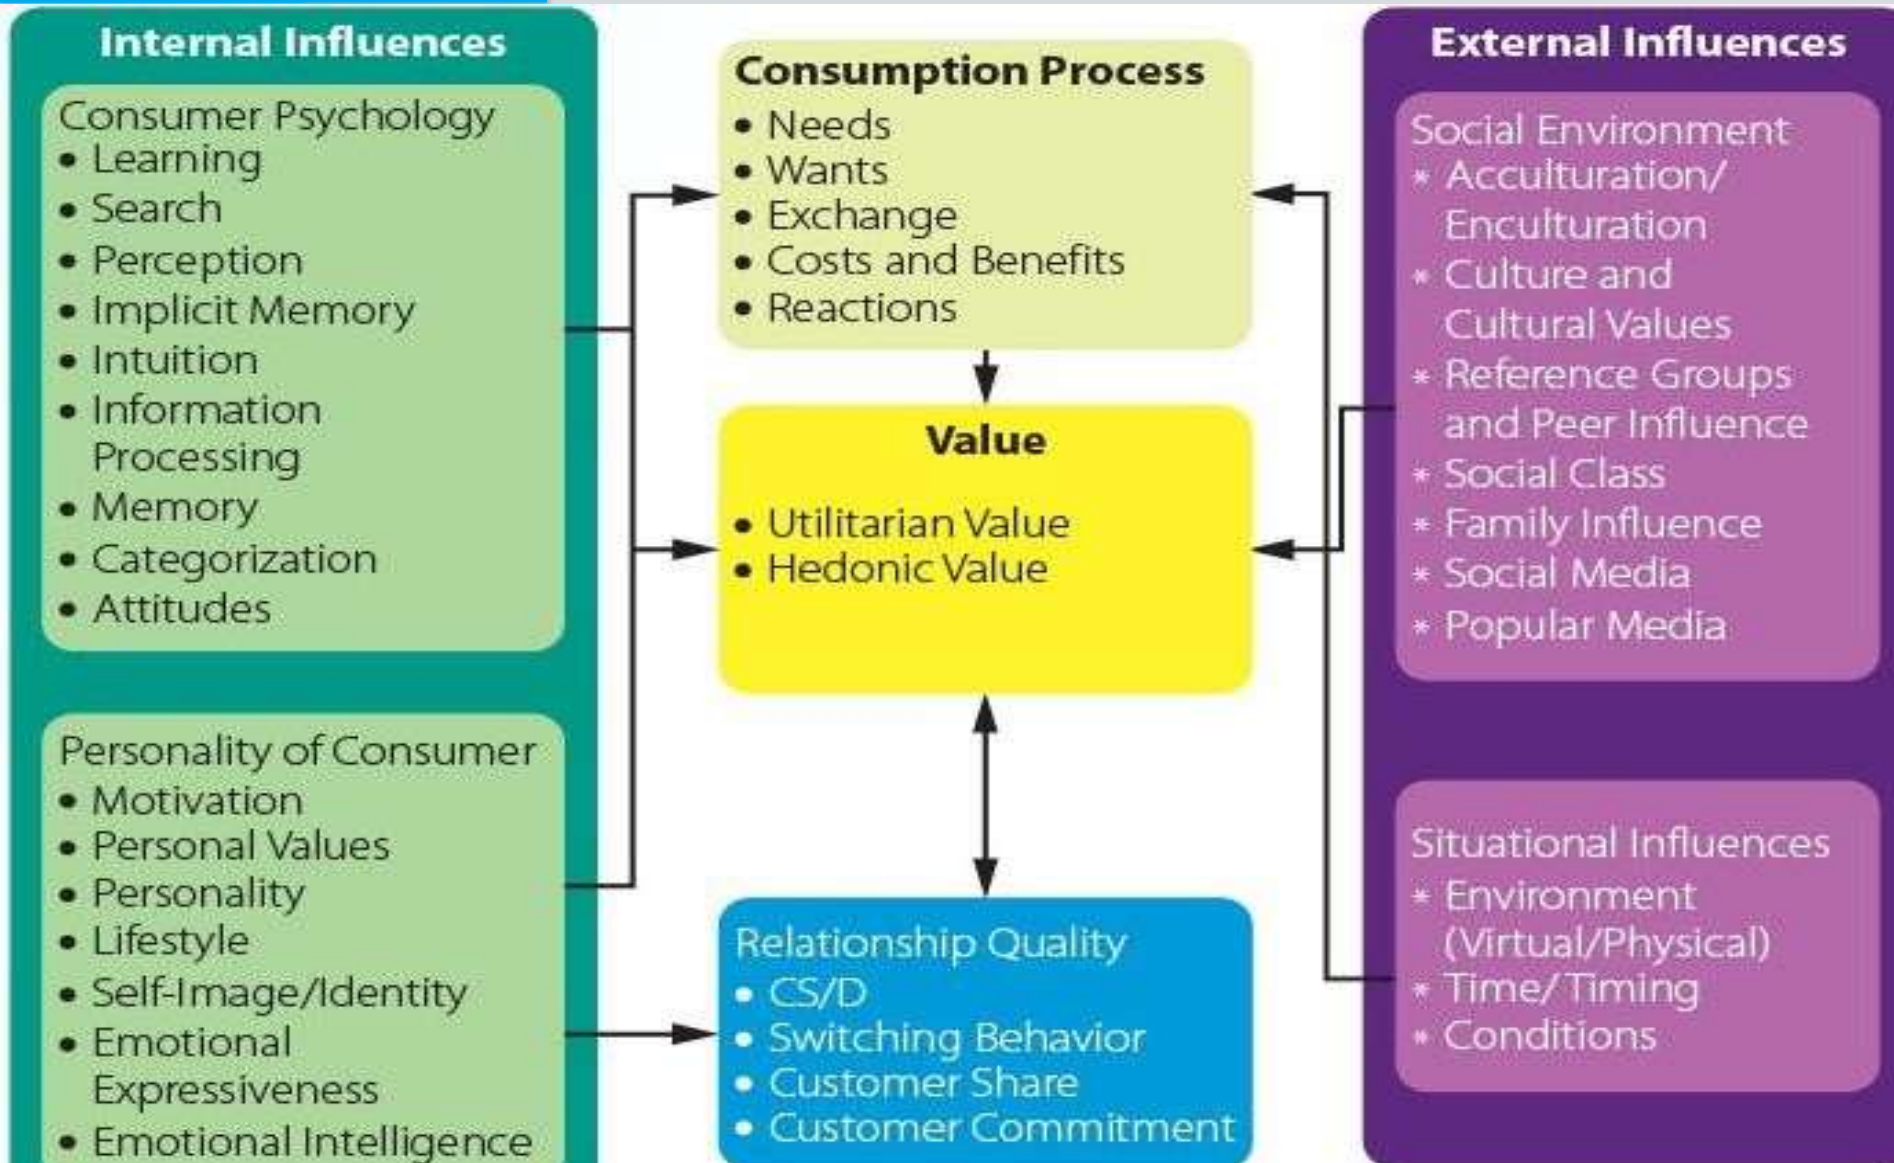 Internal Influences
Consumer Psychology
• Learning
• Search
• Perception
• Implicit Memory
• Intuition
• Information
Processing
• Memory
• Categorization
• Attitudes
Personality of Consumer
• Motivation
• Personal Values
• Personality
• Lifestyle
• Self-Image/Identity
• Emotional
Expressiveness
• Emotional Intelligence
Consumption Process
• Needs
• Wants
• Exchange
• Costs and Benefits
• Reactions
Value
• Utilitarian Value
• Hedonic Value
Relationship Quality
• CS/D
• Switching Behavior
• Customer Share
• Customer Commitment
External Influences
Social Environment
* Acculturation/
Enculturation
* Culture and
Cultural Values
* Reference Groups
and Peer Influence
* Social Class
* Family Influence
* Social Media
* Popular Media
Situational Influences
* Environment
(Virtual/Physical)
* Time/Timing
* Conditions